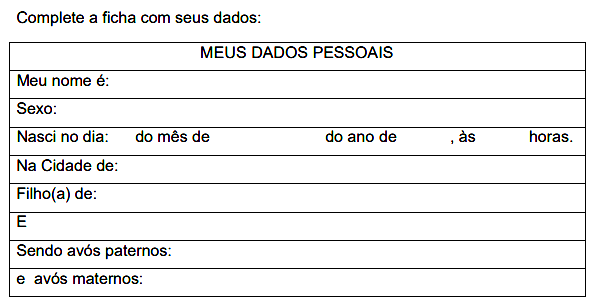 Complete a ficha com seus dados:
MEUS DADOS PESSOAIS
Meu nome é:
Sexo:
Nasci no dia: do mês de do ano de , às horas.
Na Cidade de:
Filho(a) de:
E
Sendo avós paternos:
e avós maternos: